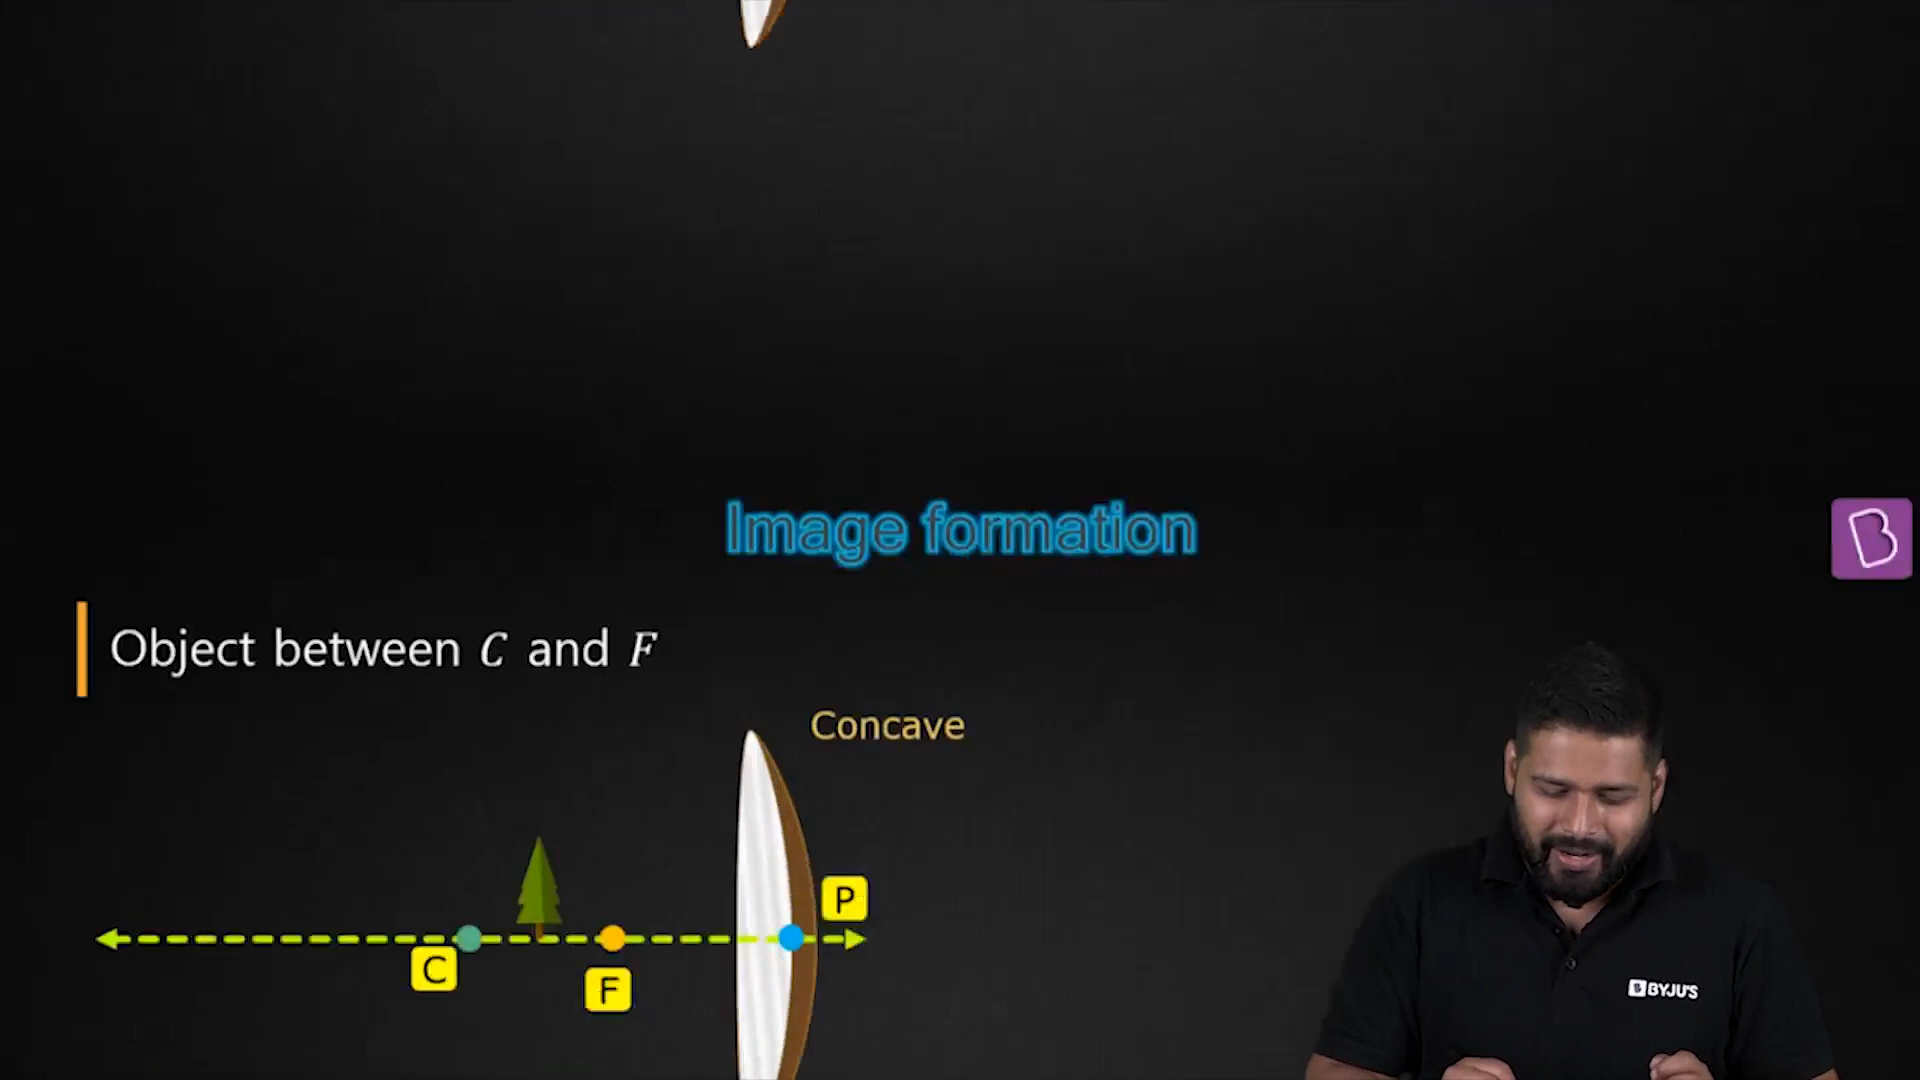 Image formation
Object between C and F
Concave
P
C
F
BYJU'S